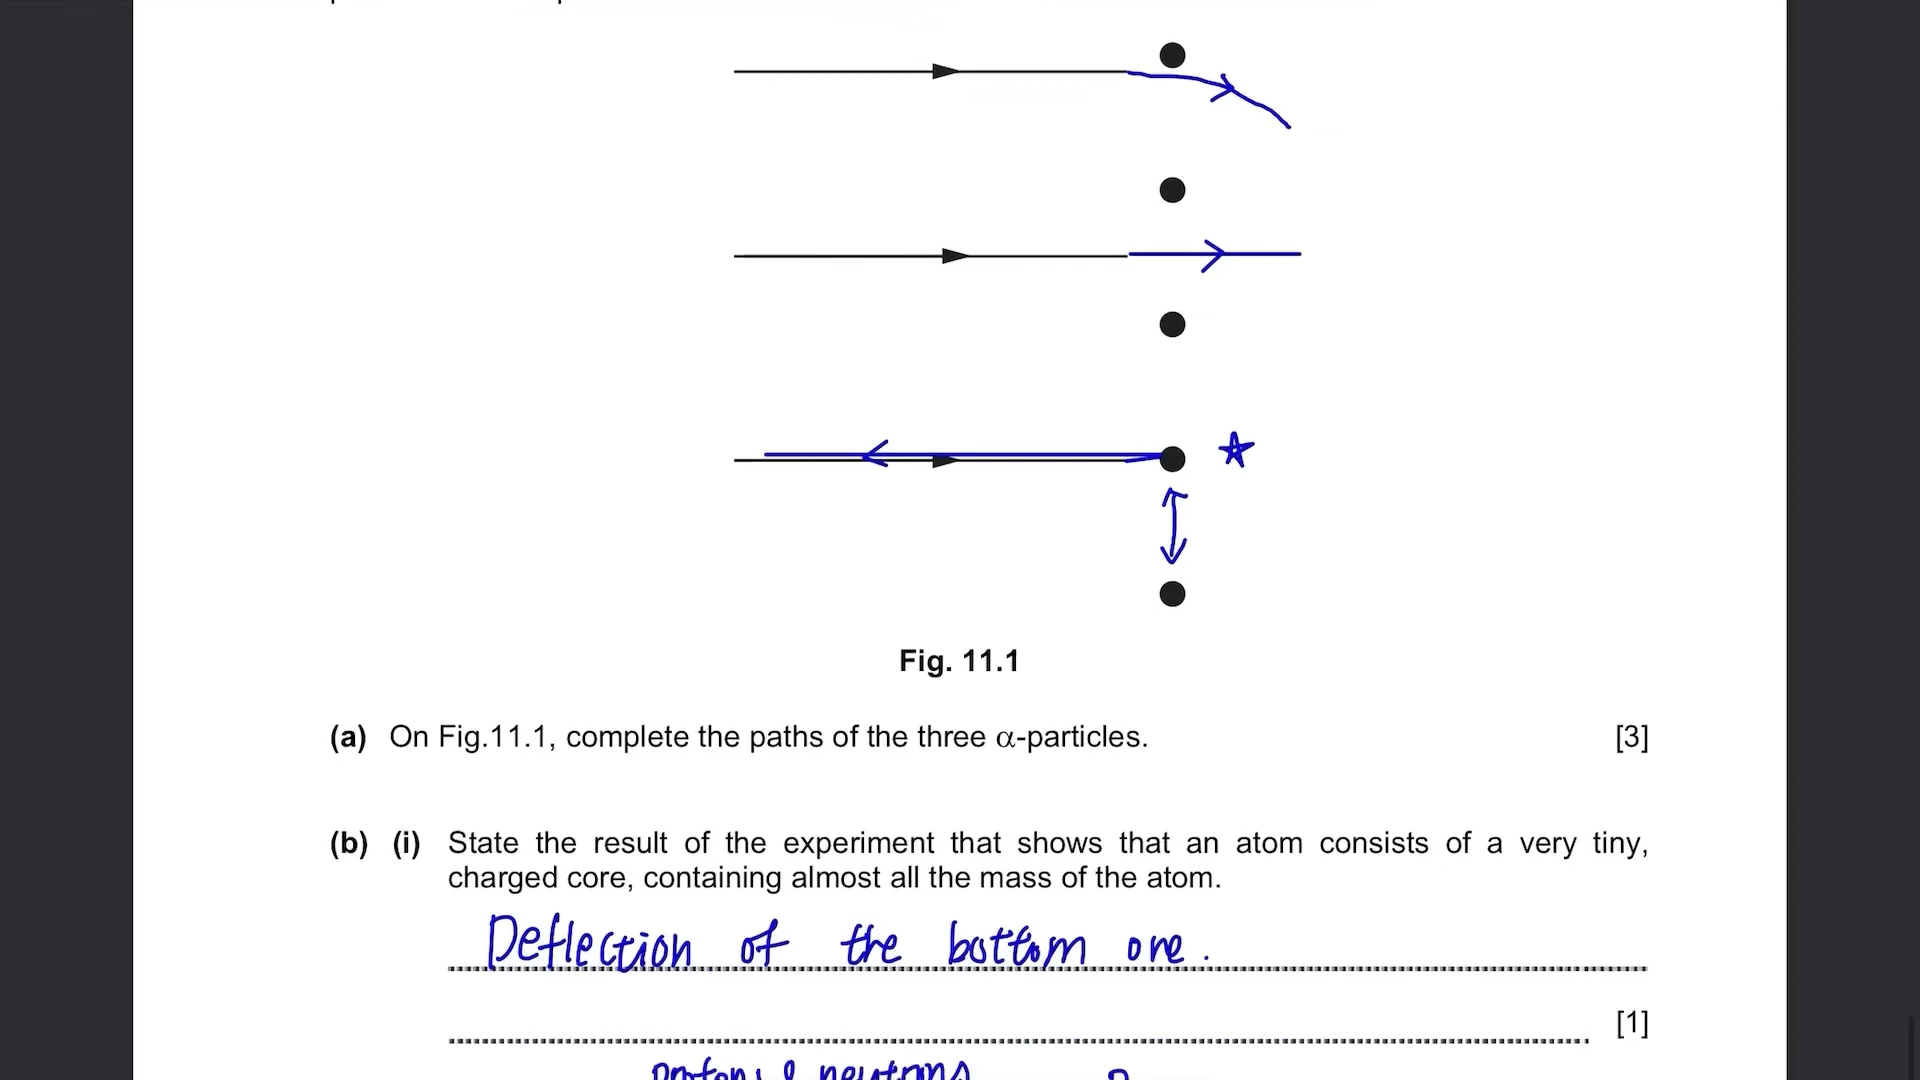 Fig. 11.1
(a) On Fig.11.1, complete the paths of the three α-particles. [3]
(b) (i) State the result of the experiment that shows that an atom consists of a very tiny,
charged core, containing almost all the mass of the atom.
Deflection of the bottom one.
[1]
protons & neutrons